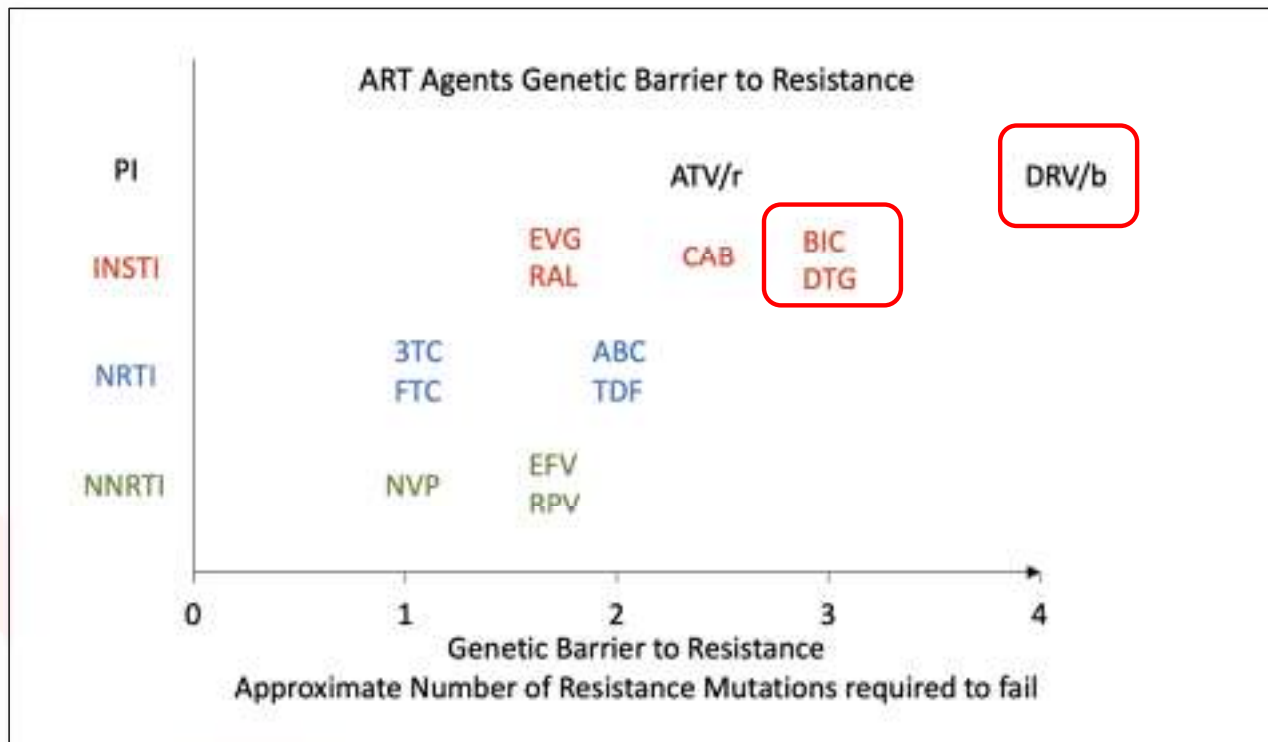 ART Agents Genetic Barrier to Resistance
PI ATV/r DRV/b
INSTI EVG RAL CAB BIC DTG
NRTI 3TC FTC ABC TDF
NNRTI NVP EFV RPV
0 1 2 3 4
Genetic Barrier to Resistance
Approximate Number of Resistance Mutations required to fail